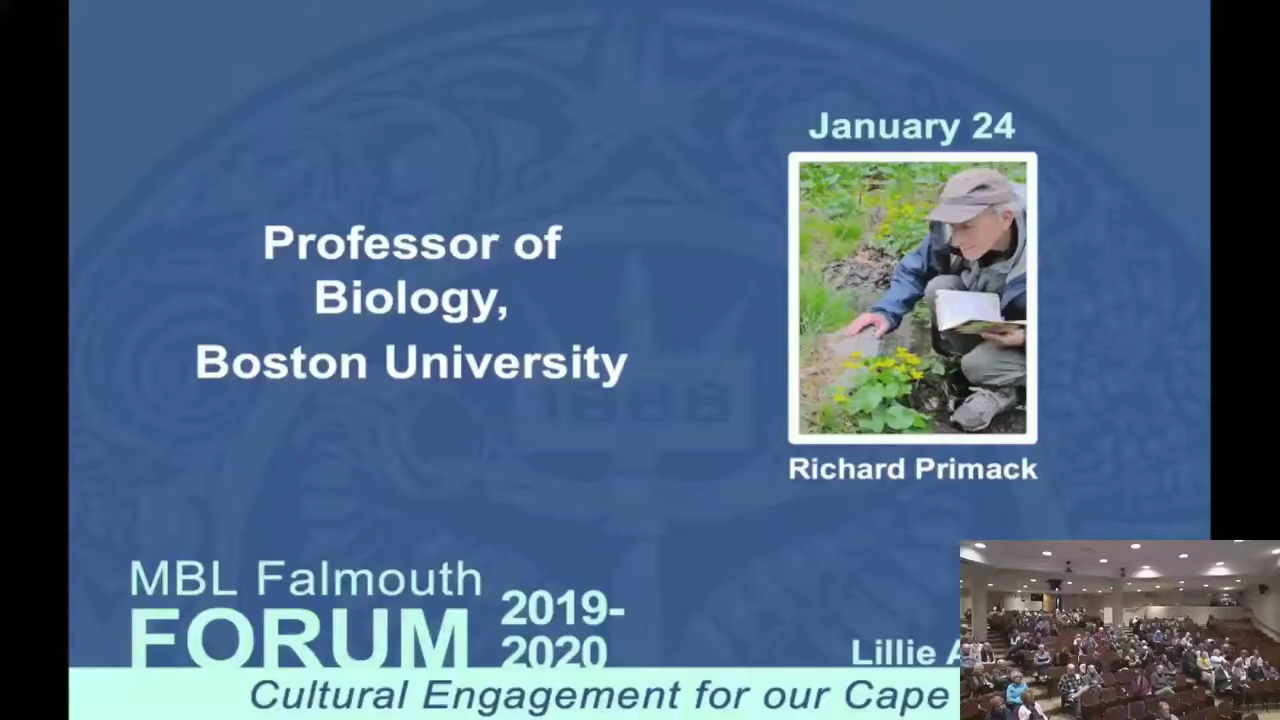 January 24
Professor of
Biology,
Boston University
1888
Richard Primack
MBL Falmouth
FORUM 2019-
2020
Lillie
Cultural Engagement for our Cape